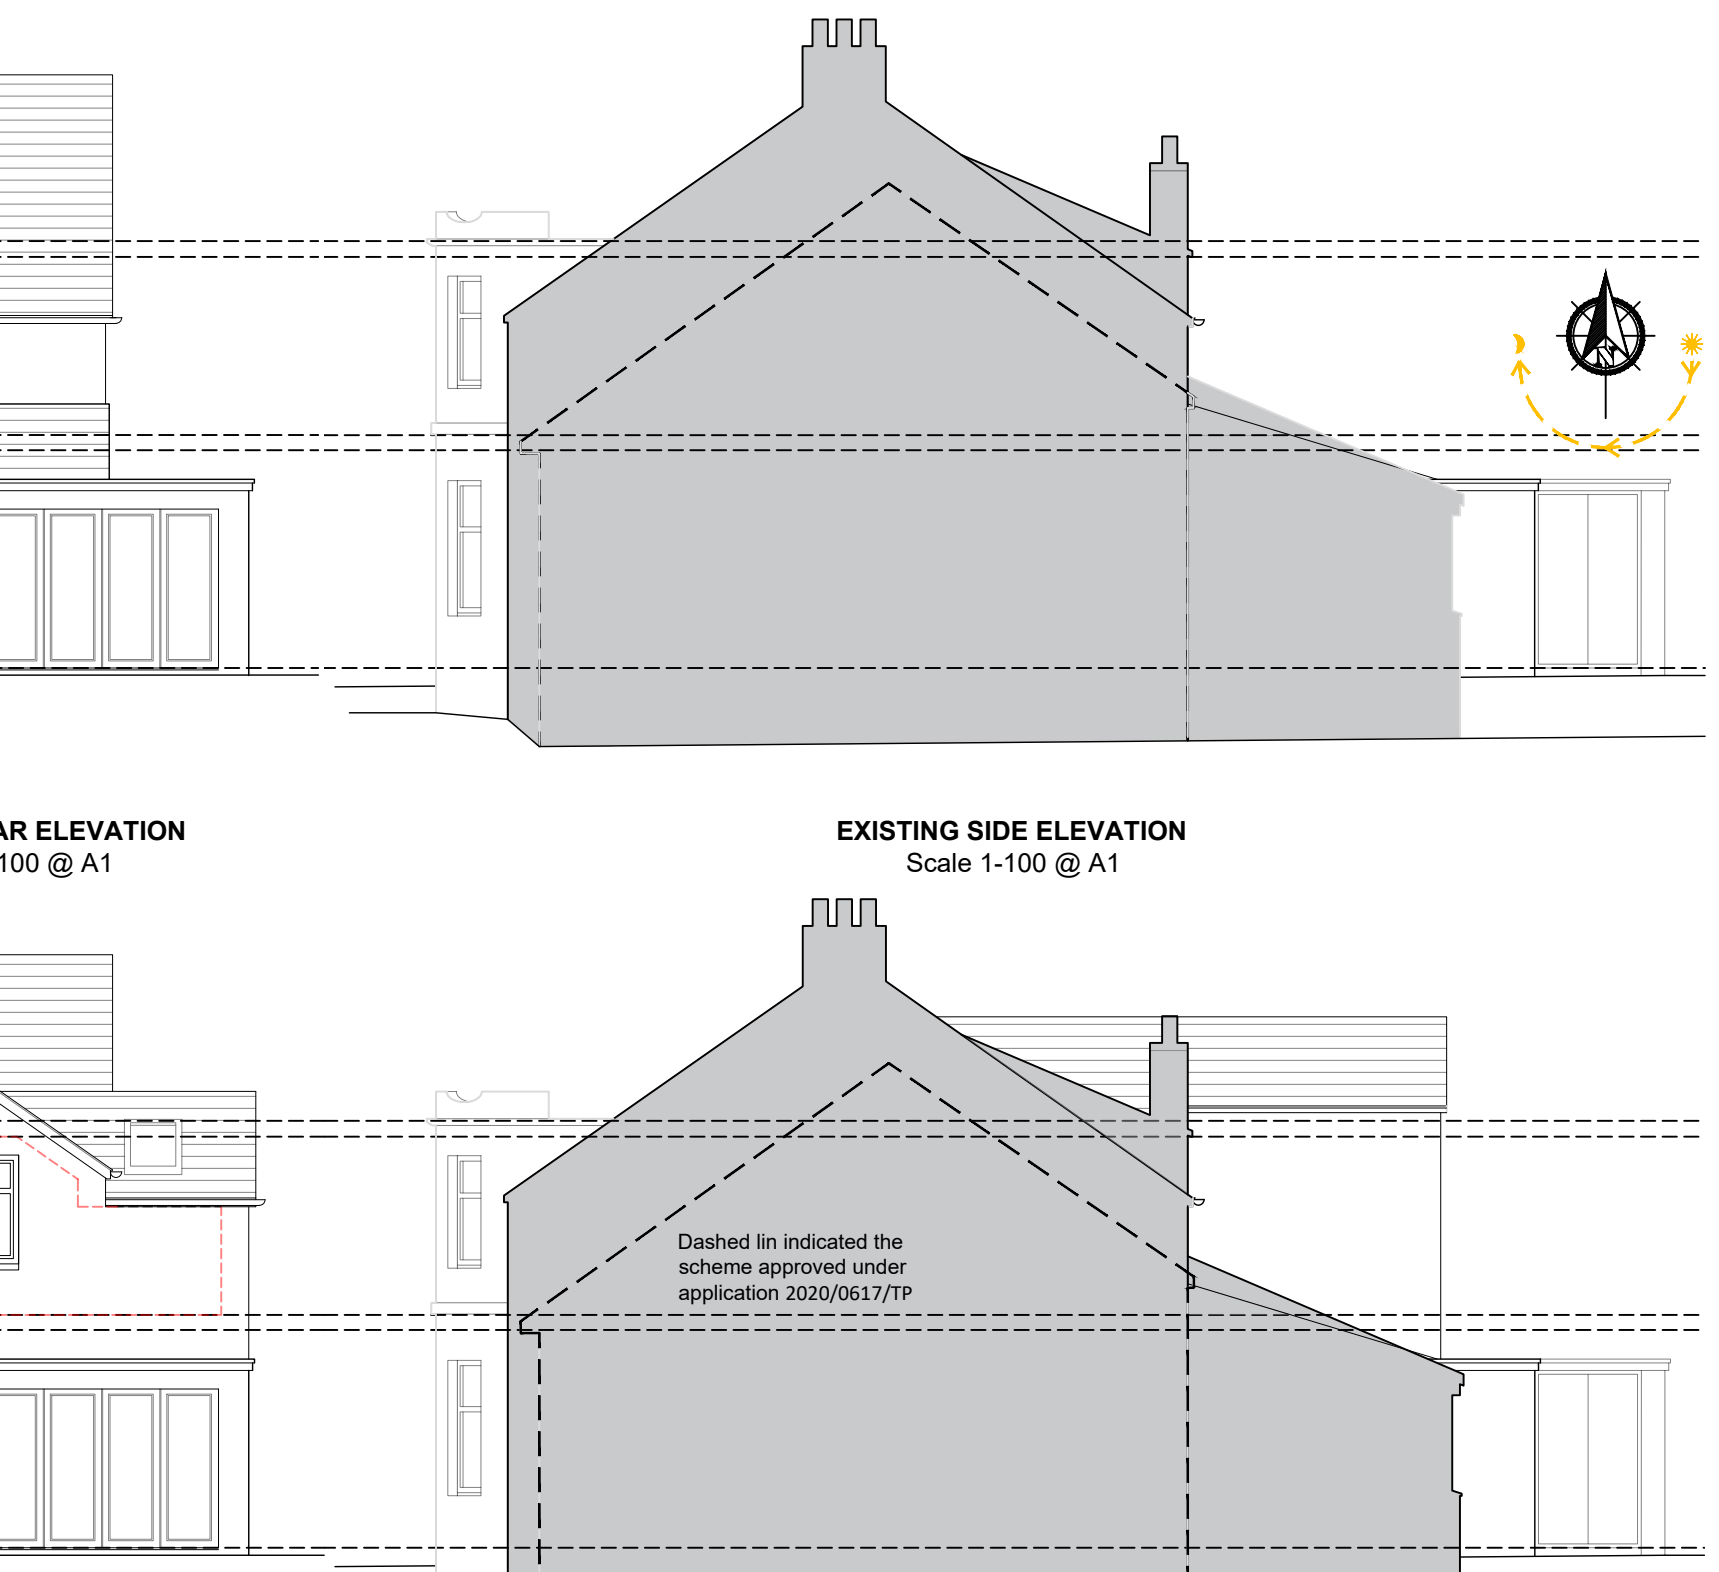 AR ELEVATION
100 @ A1
EXISTING SIDE ELEVATION
Scale 1-100 @ A1
N
Dashed lin indicated the
scheme approved under
application 2020/0617/TP